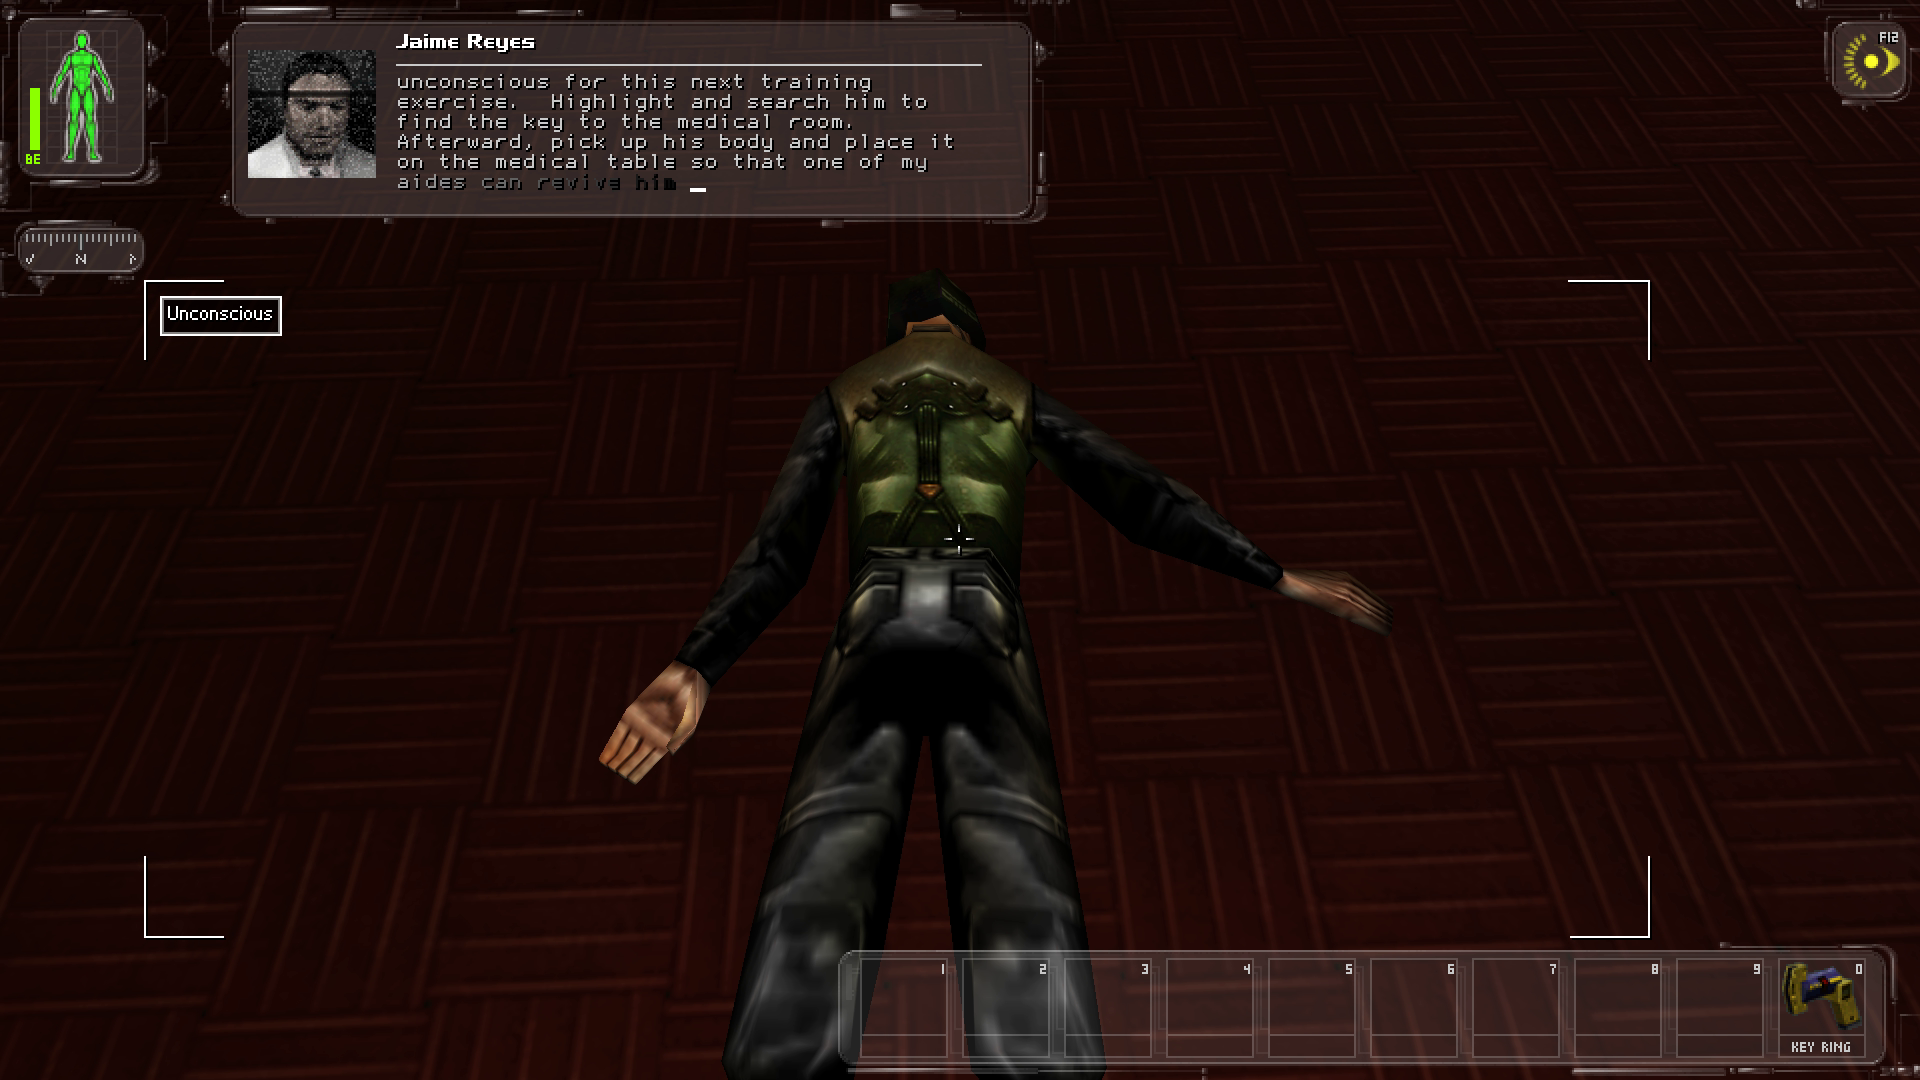 Jaime Reyes
F12
unconscious for this next training
exercise.  Highlight and search him to
find the key to the medical room.
Afterward, pick up his body and place it
on the medical table so that one of my
aides can revive him
BE
N
Unconscious
1 2 3 4 5 6 7 8 9 0
KEY RING